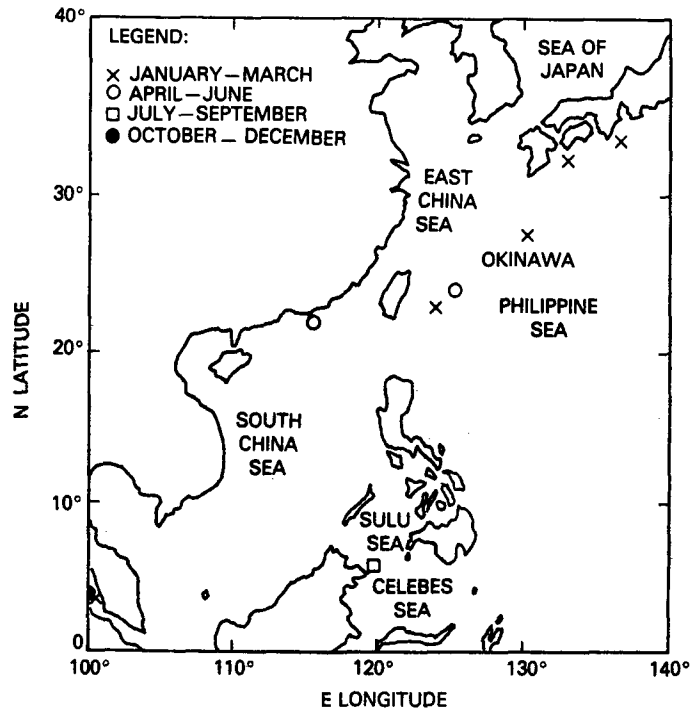 40°
LEGEND:
× JANUARY—MARCH
○ APRIL—JUNE
□ JULY—SEPTEMBER
● OCTOBER — DECEMBER
SEA OF
JAPAN
30°
EAST
CHINA
SEA
OKINAWA
PHILIPPINE
SEA
N LATITUDE
20°
SOUTH
CHINA
SEA
10°
SULU
SEA
CELEBES
SEA
0
100° 110° 120° 130° 140°
E LONGITUDE